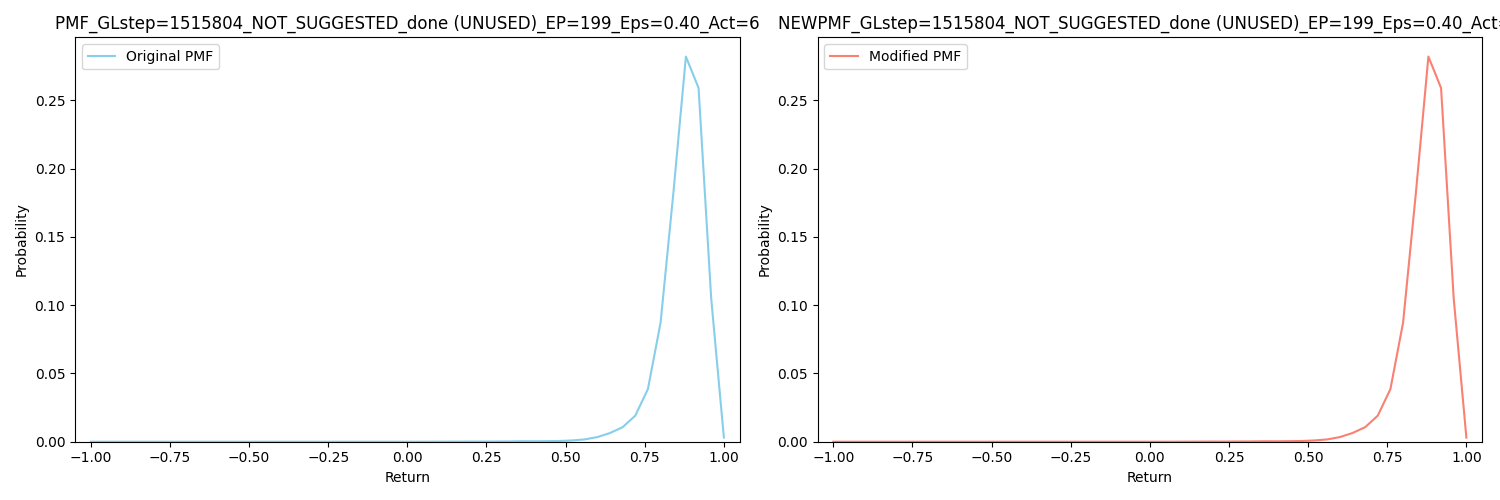 PMF_GLstep=1515804_NOT_SUGGESTED_done (UNUSED)_EP=199_Eps=0.40_Act=6
Original PMF
0.25
0.20
0.15
0.10
0.05
0.00
Probability
−1.00 −0.75 −0.50 −0.25 0.00 0.25 0.50 0.75 1.00
Return
NEWPMF_GLstep=1515804_NOT_SUGGESTED_done (UNUSED)_EP=199_Eps=0.40_Act=
Modified PMF
0.25
0.20
0.15
0.10
0.05
0.00
Probability
−1.00 −0.75 −0.50 −0.25 0.00 0.25 0.50 0.75 1.00
Return